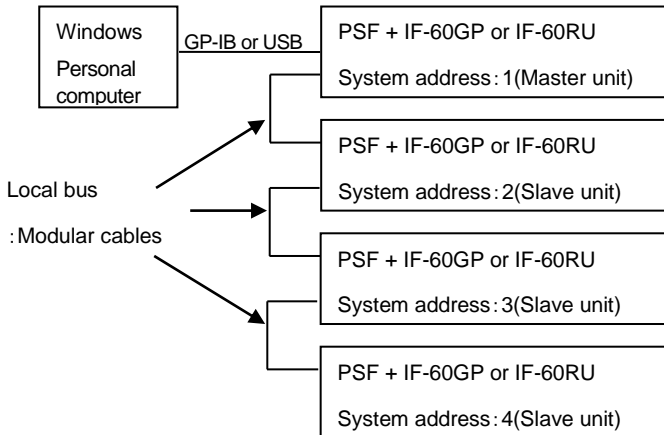 Windows
Personal
computer
GP-IB or USB
PSF + IF-60GP or IF-60RU
System address:1(Master unit)
PSF + IF-60GP or IF-60RU
System address:2(Slave unit)
Local bus
:Modular cables
PSF + IF-60GP or IF-60RU
System address:3(Slave unit)
PSF + IF-60GP or IF-60RU
System address:4(Slave unit)